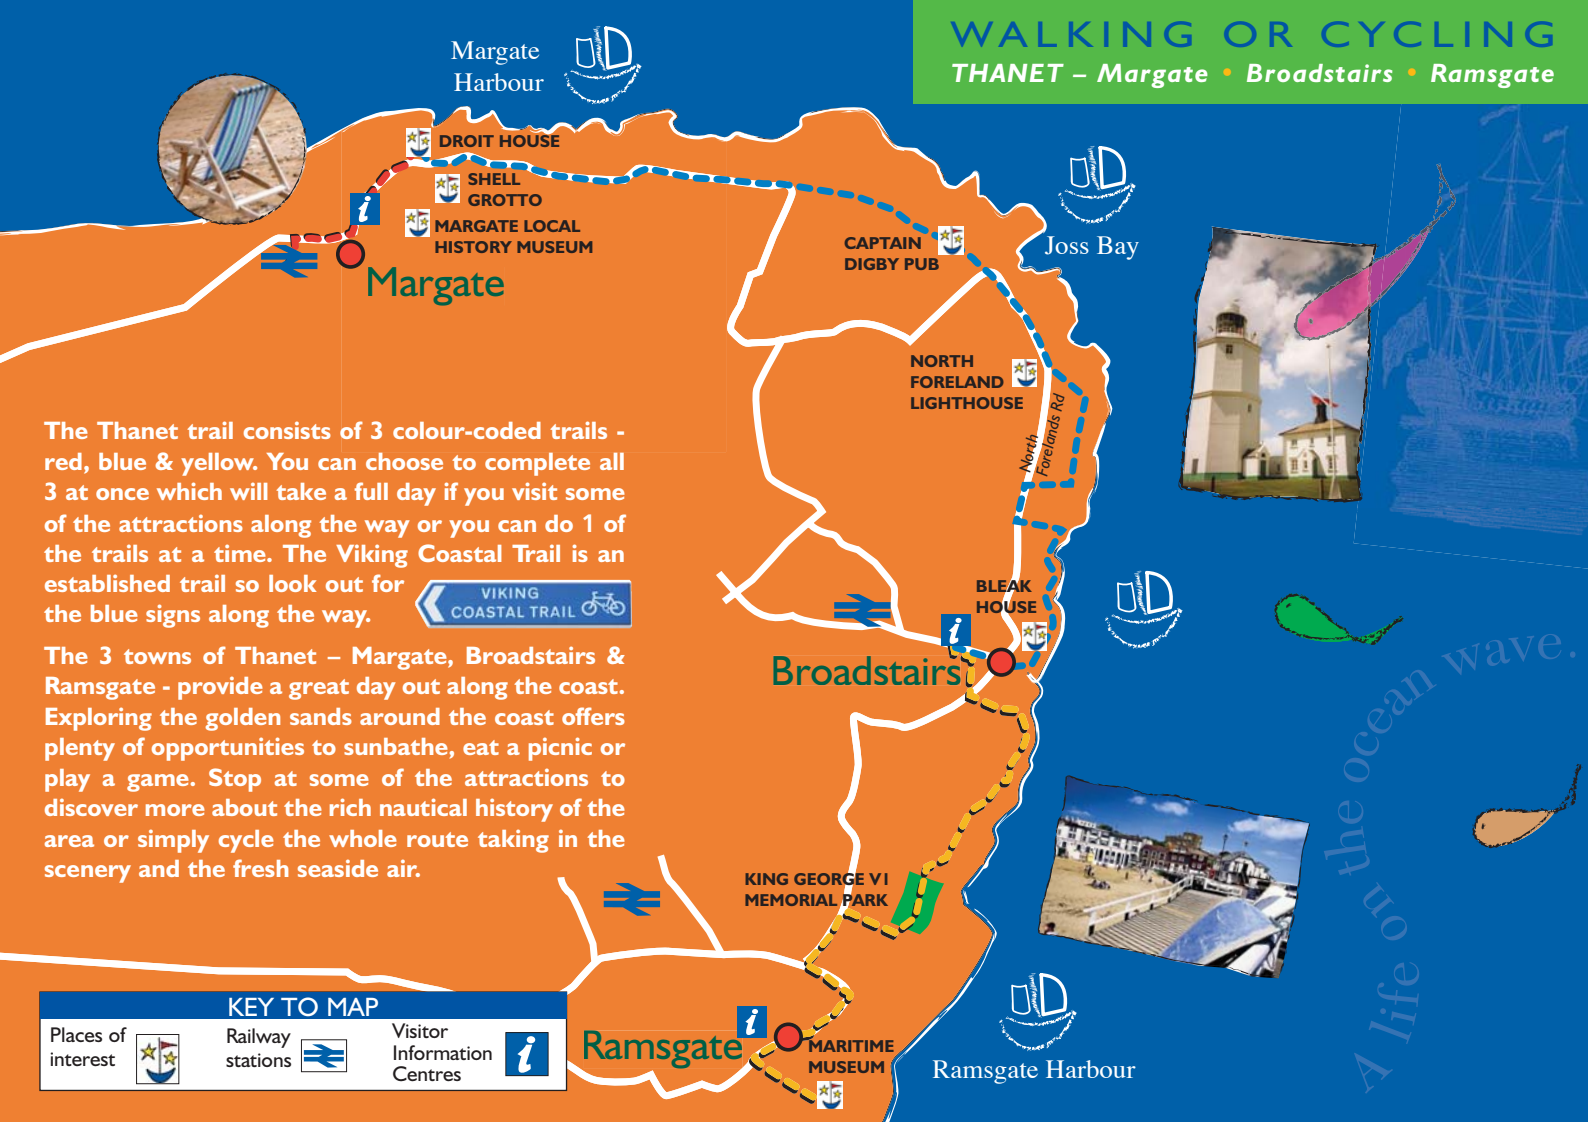 WALKING OR CYCLING
THANET – Margate • Broadstairs • Ramsgate
Margate
Harbour
DROIT HOUSE
SHELL
GROTTO
MARGATE LOCAL
HISTORY MUSEUM
Margate
CAPTAIN
DIGBY PUB
Joss Bay
NORTH
FORELAND
LIGHTHOUSE
North
Forelands Rd
The Thanet trail consists of 3 colour-coded trails -
red, blue & yellow. You can choose to complete all
3 at once which will take a full day if you visit some
of the attractions along the way or you can do 1 of
the trails at a time. The Viking Coastal Trail is an
established trail so look out for
the blue signs along the way.
VIKING
COASTAL TRAIL
The 3 towns of Thanet – Margate, Broadstairs &
Ramsgate - provide a great day out along the coast.
Exploring the golden sands around the coast offers
plenty of opportunities to sunbathe, eat a picnic or
play a game. Stop at some of the attractions to
discover more about the rich nautical history of the
area or simply cycle the whole route taking in the
scenery and the fresh seaside air.
BLEAK
HOUSE
Broadstairs
KING GEORGE V1
MEMORIAL PARK
Ramsgate
MARITIME
MUSEUM
Ramsgate Harbour
A life on the ocean wave.
KEY TO MAP
Places of
interest
Railway
stations
Visitor
Information
Centres